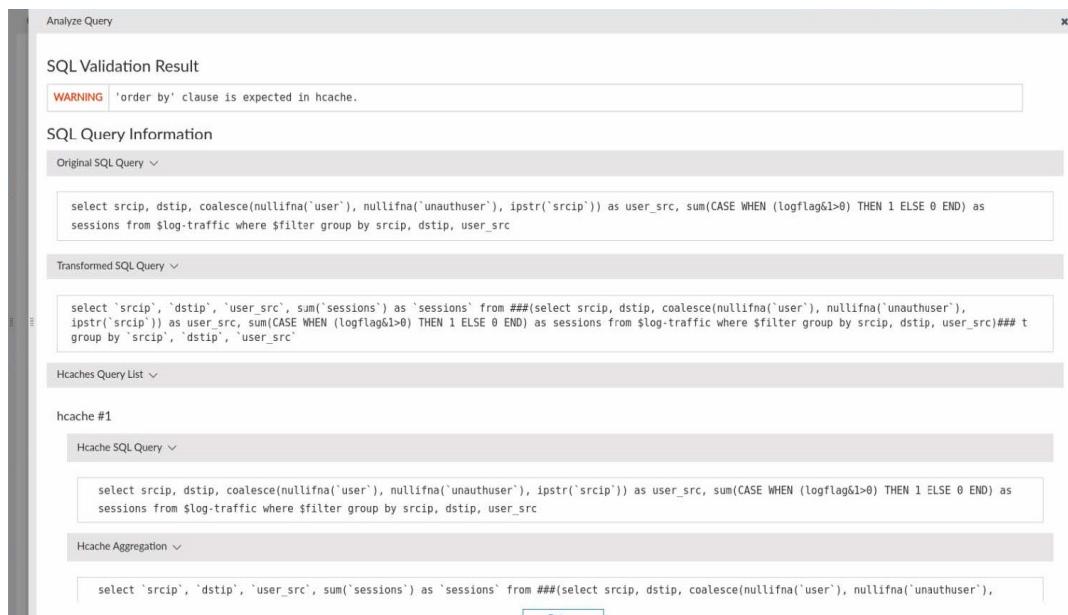 Analyze Query
SQL Validation Result
WARNING 'order by' clause is expected in hcache.
SQL Query Information
Original SQL Query
select srcip, dstip, coalesce(nullifna(`user`), nullifna(`unauthuser`), ipstr(`srcip`)) as user_src, sum(CASE WHEN (logflag&1>0) THEN 1 ELSE 0 END) as
sessions from $log-traffic where $filter group by srcip, dstip, user_src
Transformed SQL Query
select `srcip`, `dstip`, `user_src`, sum(`sessions`) as `sessions` from ###(select srcip, dstip, coalesce(nullifna(`user`), nullifna(`unauthuser`),
ipstr(`srcip`)) as user_src, sum(CASE WHEN (logflag&1>0) THEN 1 ELSE 0 END) as sessions from $log-traffic where $filter group by srcip, dstip, user_src)### t
group by `srcip`, `dstip`, `user_src`
Hcaches Query List
hcache #1
Hcache SQL Query
select srcip, dstip, coalesce(nullifna(`user`), nullifna(`unauthuser`), ipstr(`srcip`)) as user_src, sum(CASE WHEN (logflag&1>0) THEN 1 ELSE 0 END) as
sessions from $log-traffic where $filter group by srcip, dstip, user_src
Hcache Aggregation
select `srcip`, `dstip`, `user_src`, sum(`sessions`) as `sessions` from ###(select srcip, dstip, coalesce(nullifna(`user`), nullifna(`unauthuser`),